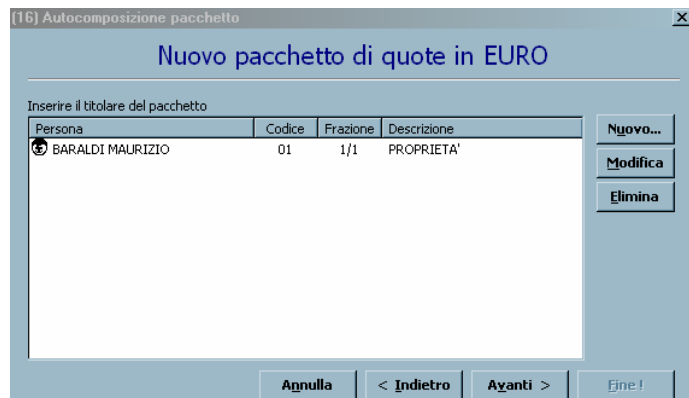 (16) Autocomposizione pacchetto
Nuovo pacchetto di quote in EURO
Inserire il titolare del pacchetto
Persona Codice Frazione Descrizione
BARALDI MAURIZIO 01 1/1 PROPRIETA'
Nuovo...
Modifica
Elimina
Annulla < Indietro Avanti > Fine !